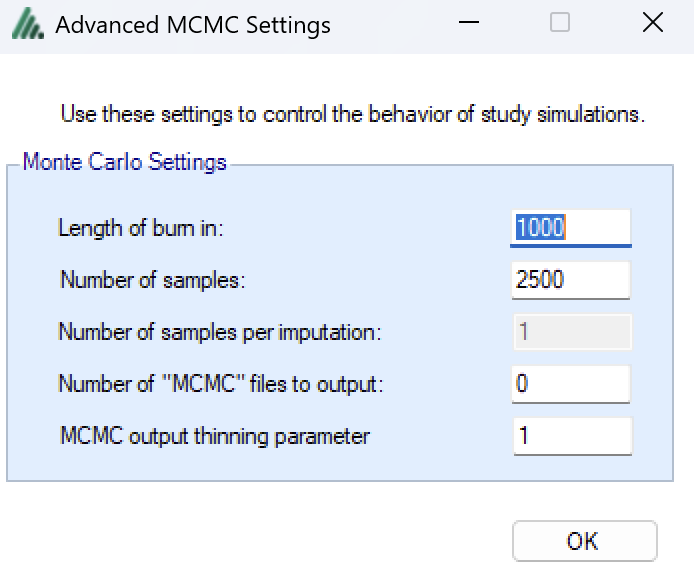 Advanced MCMC Settings
Use these settings to control the behavior of study simulations.
Monte Carlo Settings
Length of burn in: 1000
Number of samples: 2500
Number of samples per imputation: 1
Number of "MCMC" files to output: 0
MCMC output thinning parameter 1
OK